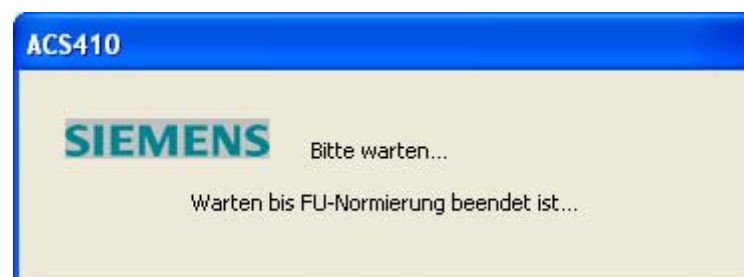 ACS410
SIEMENS Bitte warten...
Warten bis FU-Normierung beendet ist...